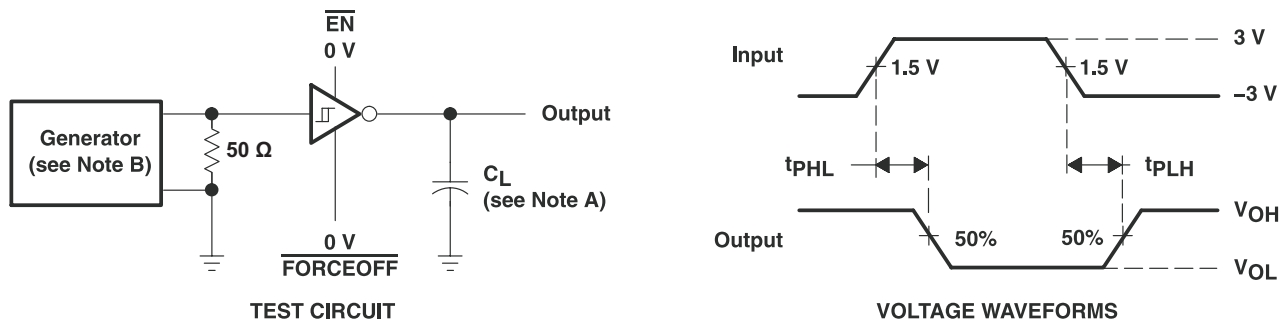 EN
0 V
Generator
(see Note B)
50 Ω
Output
CL
(see Note A)
0 V
FORCEOFF
TEST CIRCUIT
Input
1.5 V
1.5 V
3 V
–3 V
tPHL
tPLH
Output
50%
50%
VOH
VOL
VOLTAGE WAVEFORMS